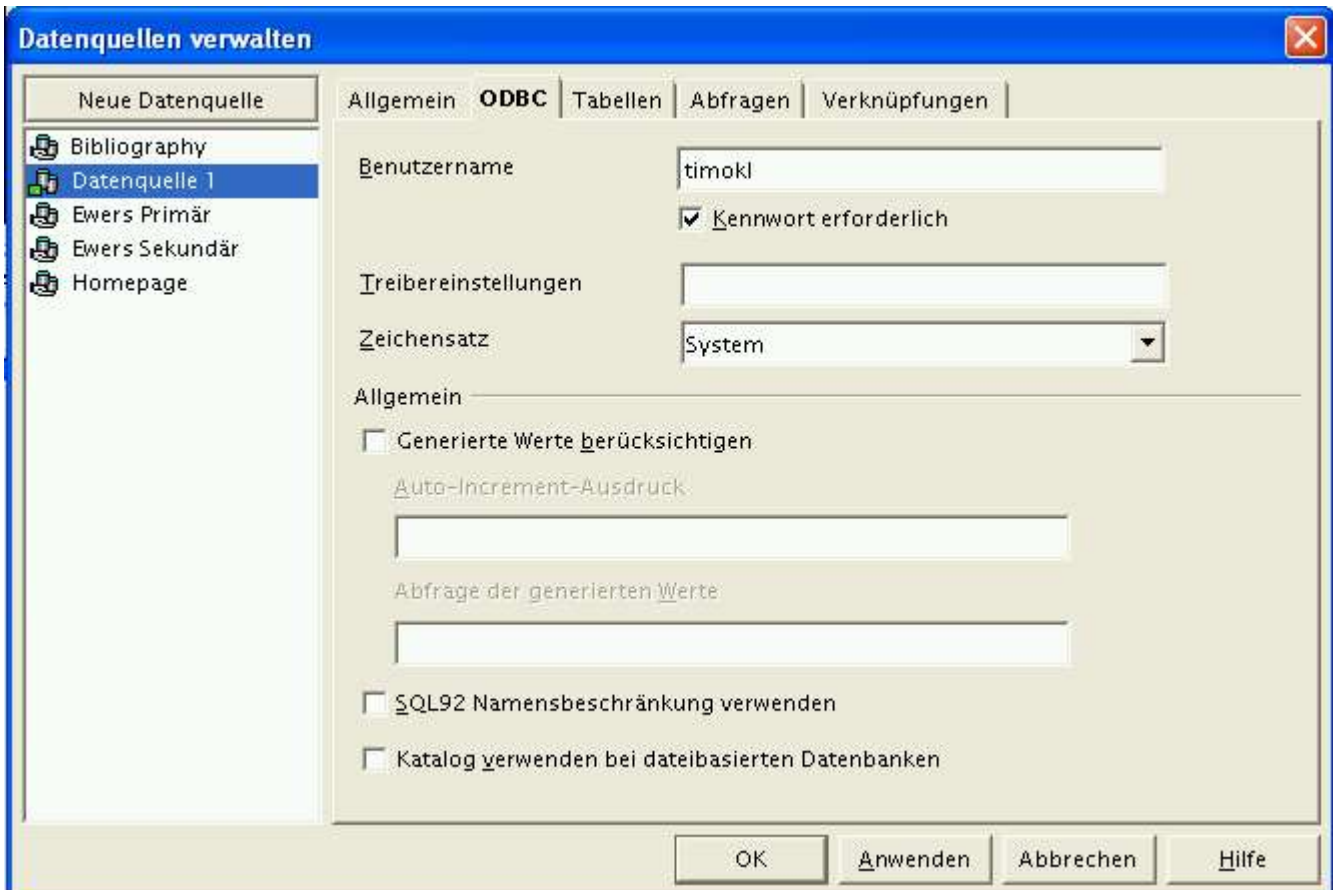 Datenquellen verwalten
Neue Datenquelle
Bibliography
Datenquelle 1
Ewers Primär
Ewers Sekundär
Homepage
Allgemein ODBC Tabellen Abfragen Verknüpfungen
Benutzername timokl
Kennwort erforderlich
Treibereinstellungen
Zeichensatz System
Allgemein
Generierte Werte berücksichtigen
Auto-Increment-Ausdruck
Abfrage der generierten Werte
SQL92 Namensbeschränkung verwenden
Katalog verwenden bei dateibasierten Datenbanken
OK Anwenden Abbrechen Hilfe